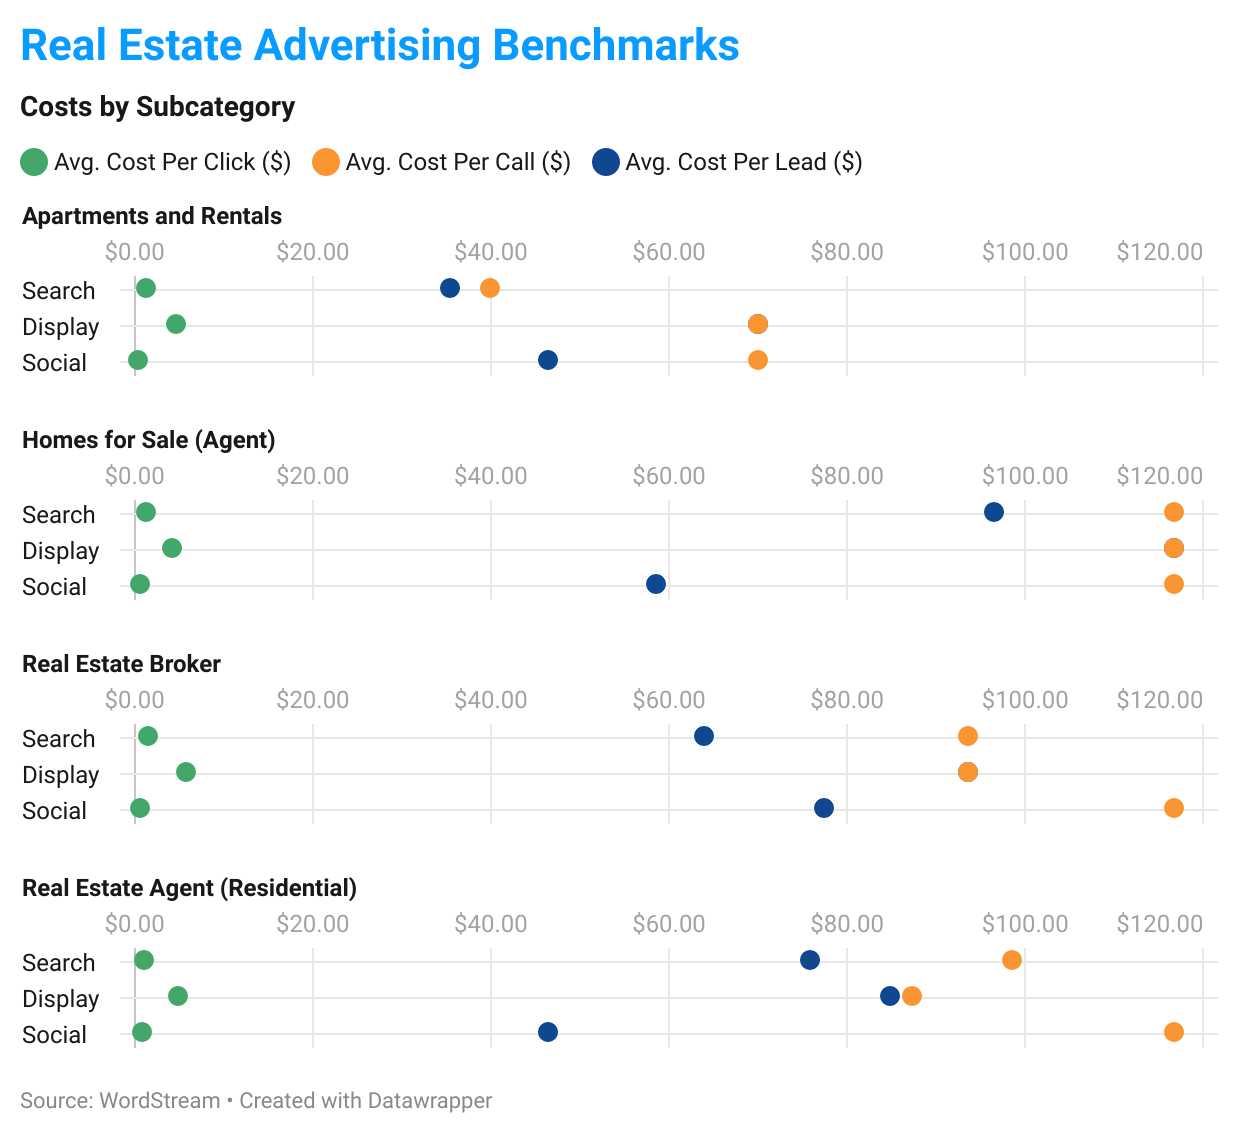 Real Estate Advertising Benchmarks
Costs by Subcategory
Avg. Cost Per Click ($) Avg. Cost Per Call ($) Avg. Cost Per Lead ($)
Apartments and Rentals
$0.00 $20.00 $40.00 $60.00 $80.00 $100.00 $120.00
Search
Display
Social
Homes for Sale (Agent)
$0.00 $20.00 $40.00 $60.00 $80.00 $100.00 $120.00
Search
Display
Social
Real Estate Broker
$0.00 $20.00 $40.00 $60.00 $80.00 $100.00 $120.00
Search
Display
Social
Real Estate Agent (Residential)
$0.00 $20.00 $40.00 $60.00 $80.00 $100.00 $120.00
Search
Display
Social
Source: WordStream • Created with Datawrapper